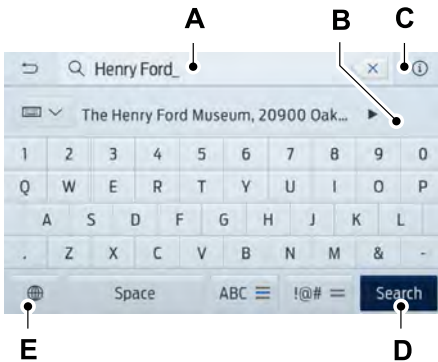 A B C
Henry Ford_
The Henry Ford Museum, 20900 Oak...
1 2 3 4 5 6 7 8 9 0
Q W E R T Y U I O P
A S D F G H J K L
. Z X C V B N M & -
Space ABC !@# Search
E D